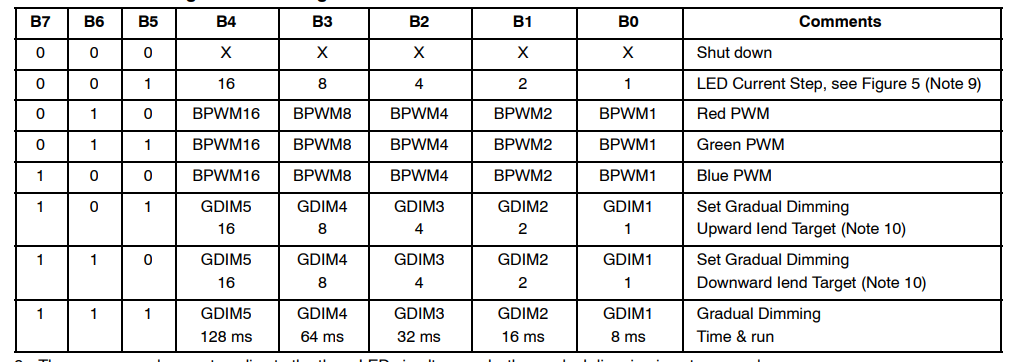 B7 B6 B5 B4 B3 B2 B1 B0 Comments
0 0 0 X X X X X Shut down
0 0 1 16 8 4 2 1 LED Current Step, see Figure 5 (Note 9)
0 1 0 BPWM16 BPWM8 BPWM4 BPWM2 BPWM1 Red PWM
0 1 1 BPWM16 BPWM8 BPWM4 BPWM2 BPWM1 Green PWM
1 0 0 BPWM16 BPWM8 BPWM4 BPWM2 BPWM1 Blue PWM
1 0 1 GDIM5 GDIM4 GDIM3 GDIM2 GDIM1 Set Gradual Dimming
16 8 4 2 1 Upward Iend Target (Note 10)
1 1 0 GDIM5 GDIM4 GDIM3 GDIM2 GDIM1 Set Gradual Dimming
16 8 4 2 1 Downward Iend Target (Note 10)
1 1 1 GDIM5 GDIM4 GDIM3 GDIM2 GDIM1 Gradual Dimming
128 ms 64 ms 32 ms 16 ms 8 ms Time & run